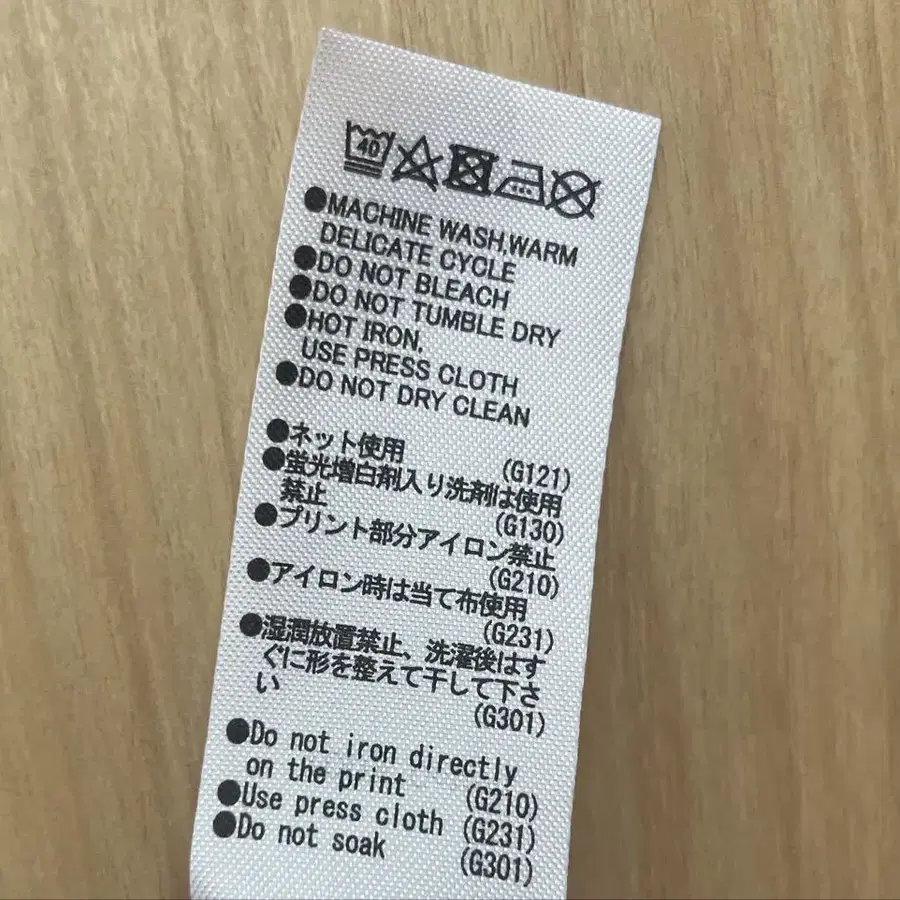 40
●MACHINE WASH,WARM
DELICATE CYCLE
●DO NOT BLEACH
●DO NOT TUMBLE DRY
●HOT IRON,
USE PRESS CLOTH
●DO NOT DRY CLEAN
●ネット使用 (G121)
●蛍光増白剤入り洗剤は使用
禁止 (G130)
●プリント部分アイロン禁止
(G210)
●アイロン時は当て布使用
(G231)
●湿潤放置禁止、洗濯後はす
ぐに形を整えて干して下さ
い (G301)
●Do not iron directly
on the print (G210)
●Use press cloth (G231)
●Do not soak (G301)